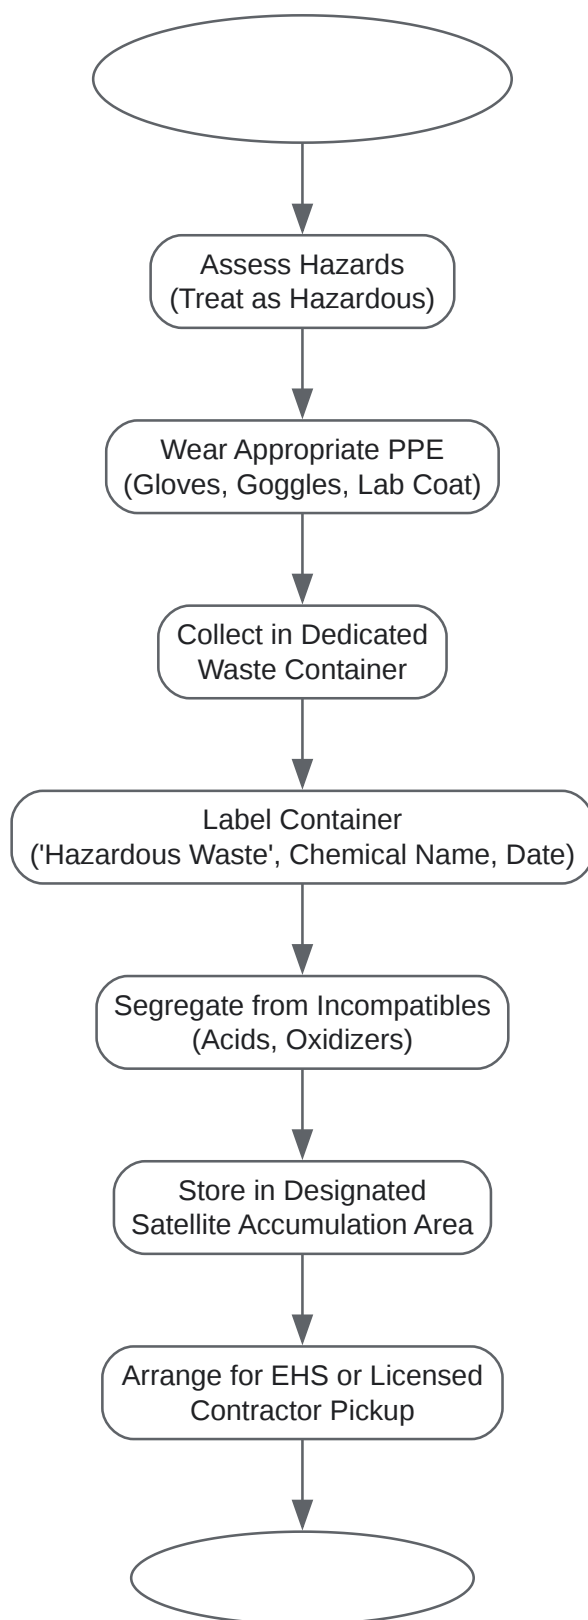 Assess Hazards
(Treat as Hazardous)
Wear Appropriate PPE
(Gloves, Goggles, Lab Coat)
Collect in Dedicated
Waste Container
Label Container
('Hazardous Waste', Chemical Name, Date)
Segregate from Incompatibles
(Acids, Oxidizers)
Store in Designated
Satellite Accumulation Area
Arrange for EHS or Licensed
Contractor Pickup